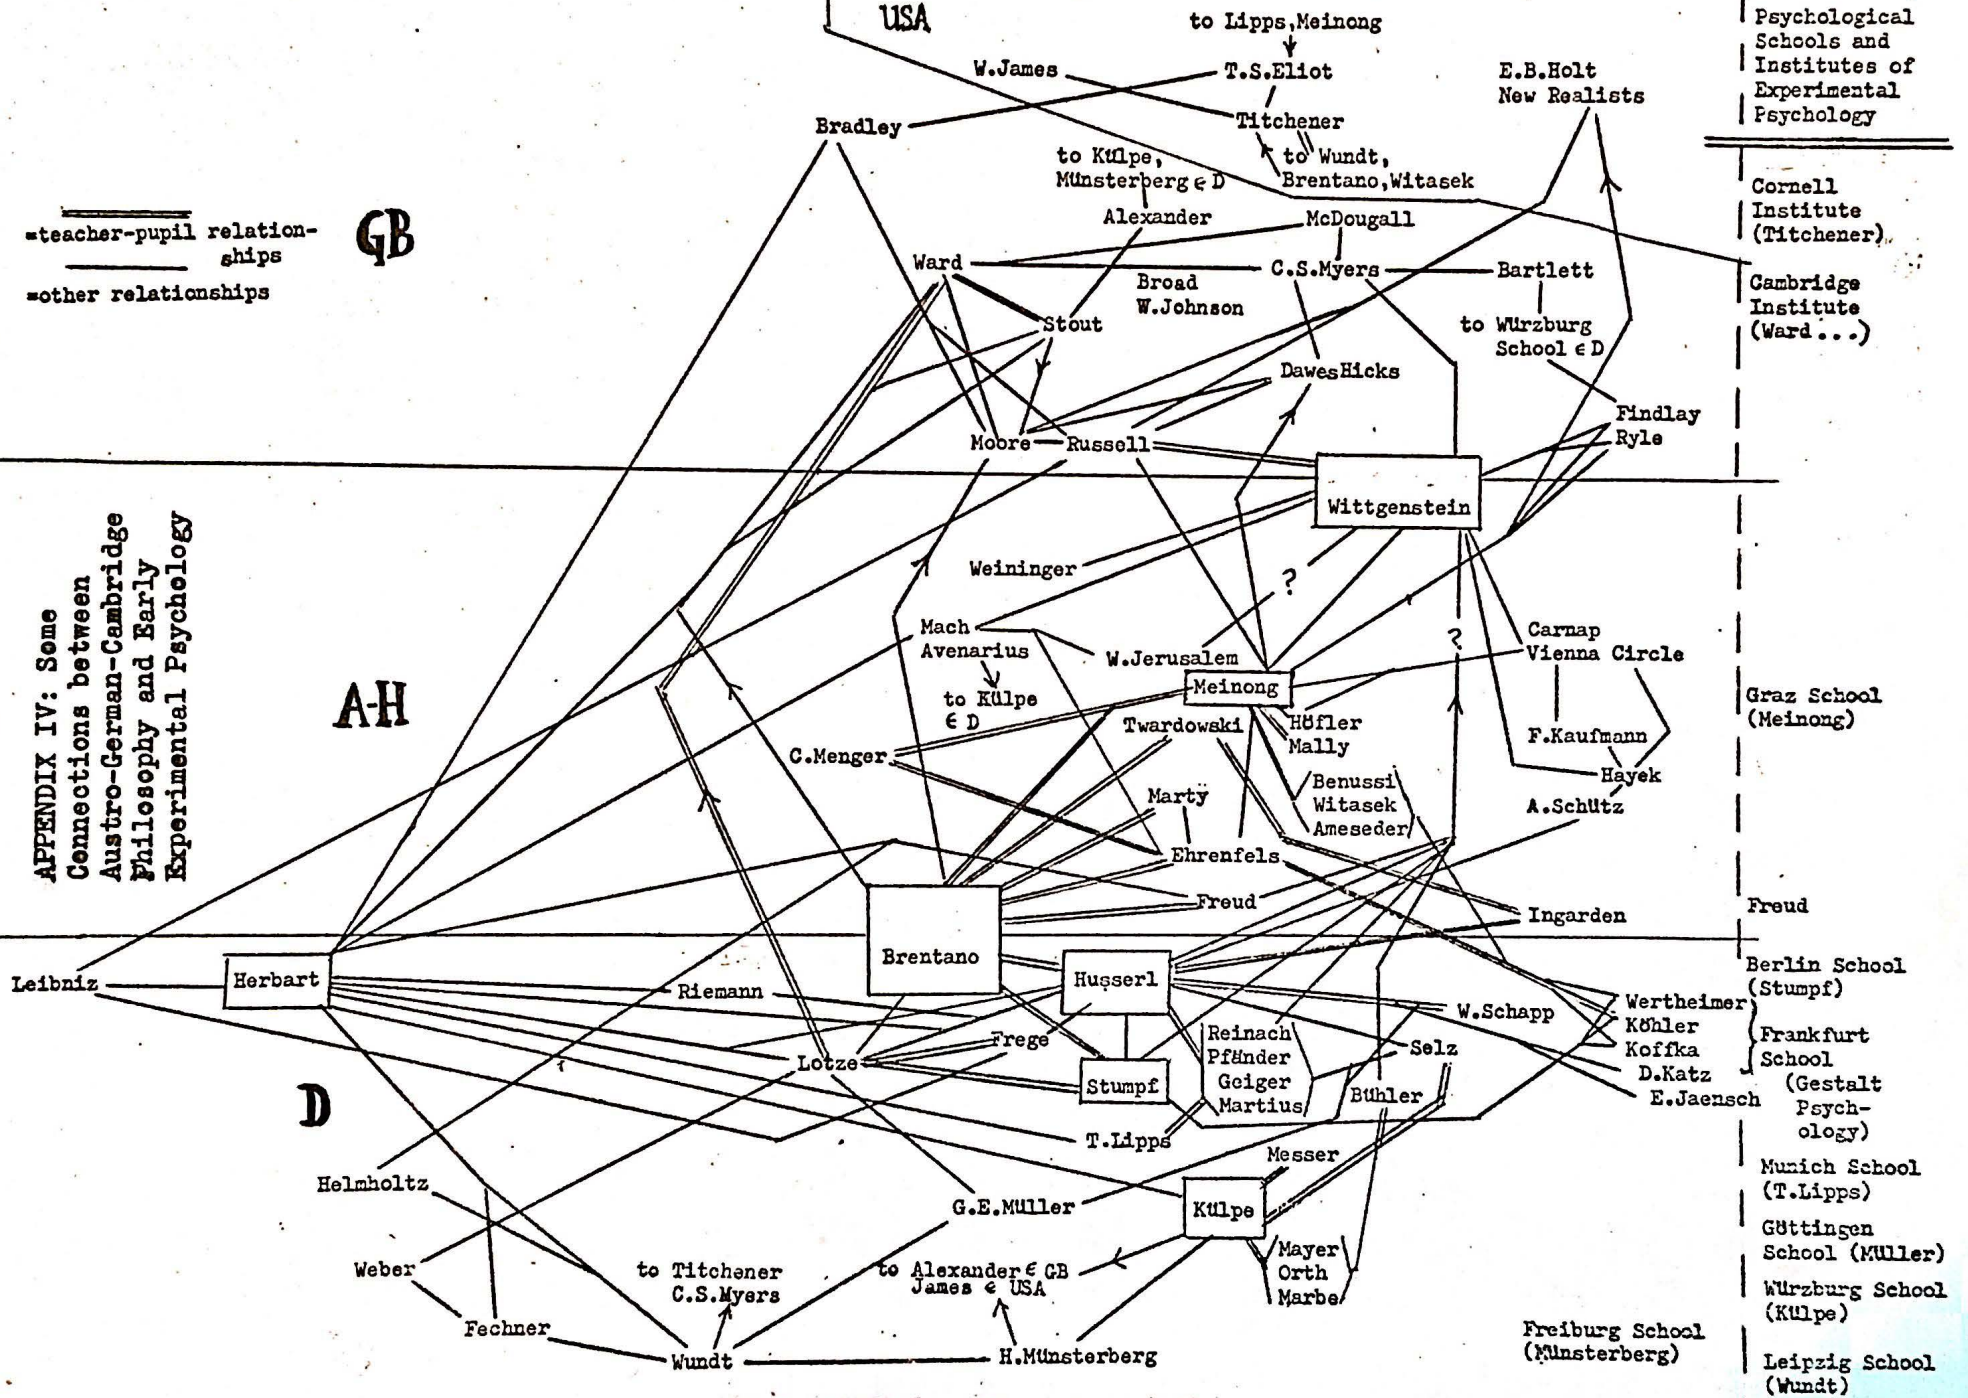 USA
to Lipps,Meinong
W.James
T.S.Eliot
E.B.Holt
New Realists
Titchener
Bradley
to Külpe,
Münsterberg ϵ D
to Wundt,
Brentano,Witasek
Alexander
McDougall
=teacher-pupil relation-
ships
=other relationships
GB
Ward
C.S.Myers
Bartlett
Broad
W.Johnson
Stout
to Würzburg
School ϵ D
DawesHicks
Findlay
Ryle
Moore
Russell
Wittgenstein
APPENDIX IV: Some
Connections between
Austro-German-Cambridge
Philosophy and Early
Experimental Psychology
A-H
Weininger
?
Mach
Avenarius
W.Jerusalem
?
Carnap
Vienna Circle
to Külpe
ϵ D
Meinong
Twardowski
Höfler
Mally
C.Menger
F.Kaufmann
Hayek
Benussi
Witasek
Ameseder
Marty
A.Schütz
Ehrenfels
Freud
Ingarden
Brentano
Leibniz
Herbart
Husserl
Riemann
W.Schapp
Wertheimer
Köhler
Koffka
D.Katz
E.Jaensch
Frege
Reinach
Pfänder
Geiger
Martius
Selz
Lotze
Stumpf
Bühler
D
T.Lipps
Messer
Helmholtz
G.E.Müller
Külpe
Weber
to Titchener
C.S.Myers
to Alexander ϵ GB
James ϵ USA
Mayer
Orth
Marbe
Fechner
Wundt
H.Münsterberg
Freiburg School
(Münsterberg)
Psychological
Schools and
Institutes of
Experimental
Psychology
Cornell
Institute
(Titchener)
Cambridge
Institute
(Ward...)
Graz School
(Meinong)
Freud
Berlin School
(Stumpf)
Frankfurt
School
(Gestalt
Psych-
ology)
Munich School
(T.Lipps)
Göttingen
School (Müller)
Würzburg School
(Külpe)
Leipzig School
(Wundt)